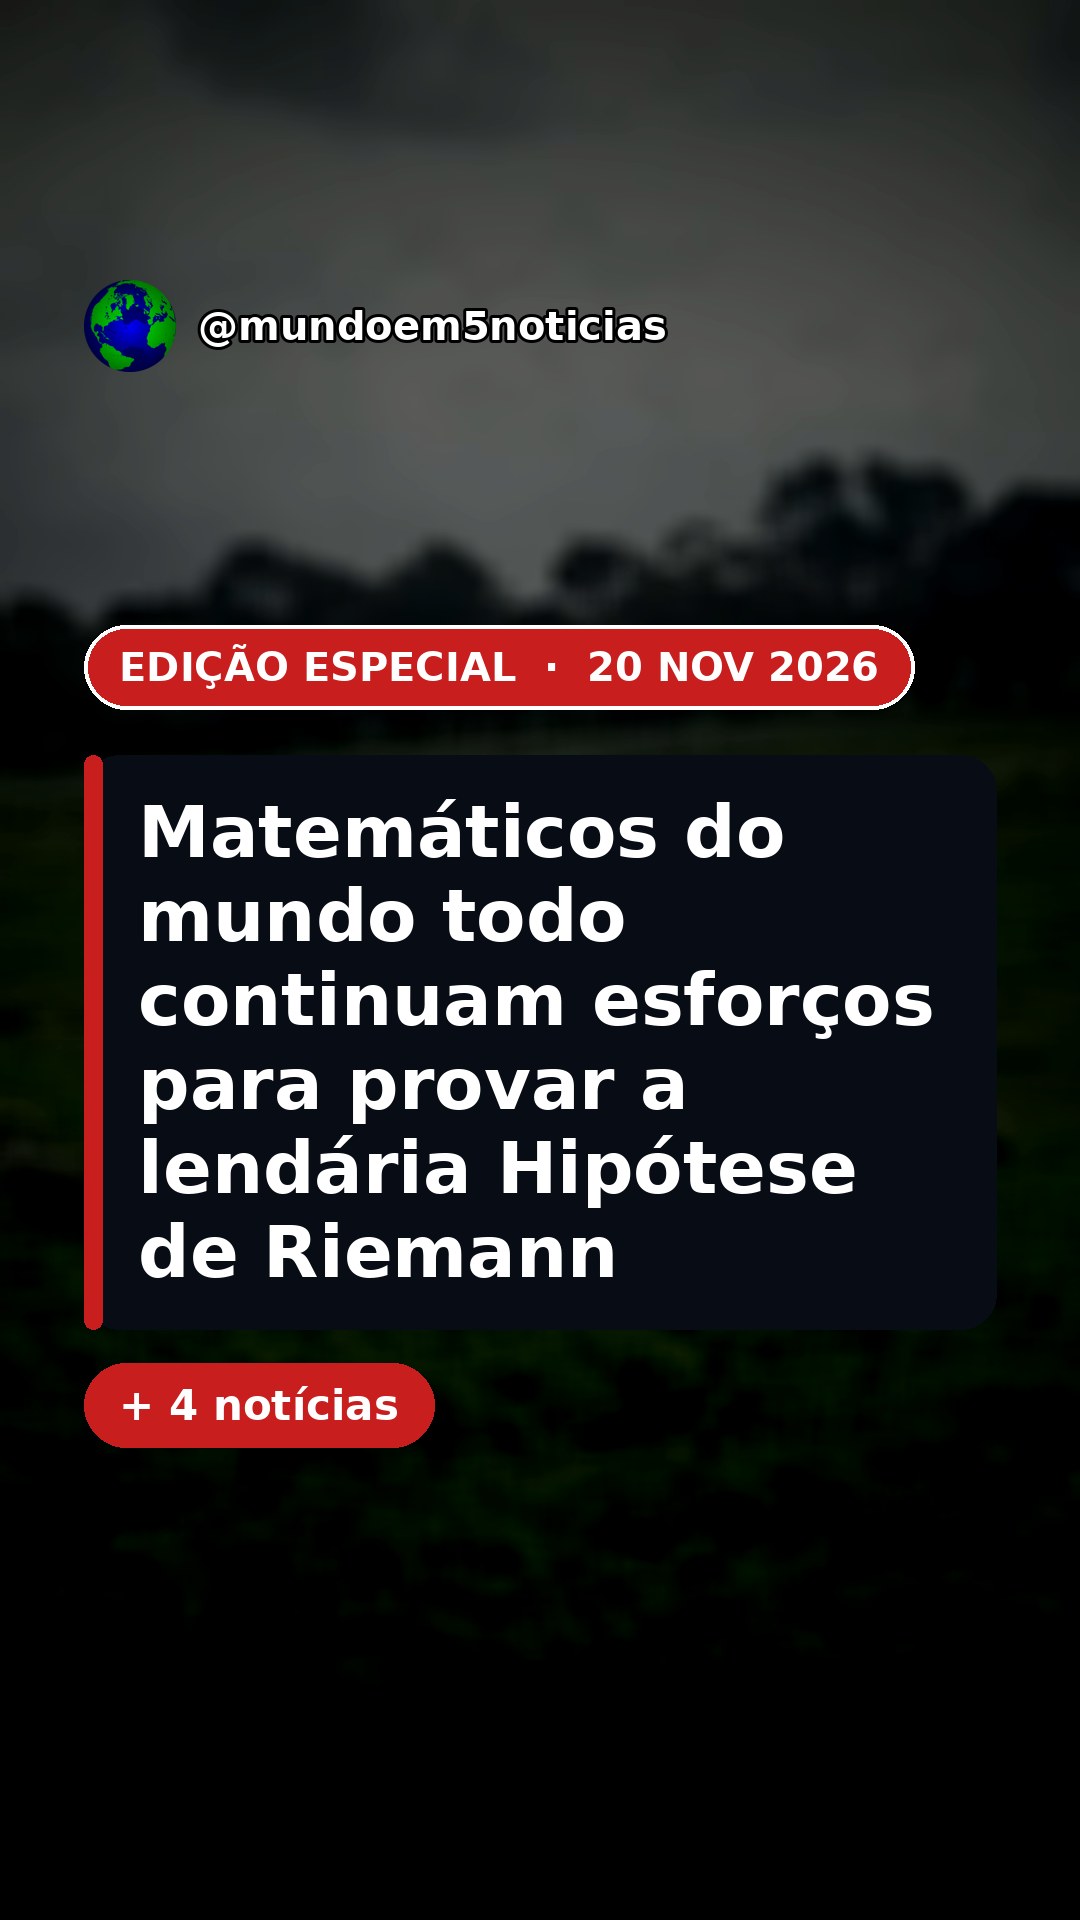 @mundoem5noticias
EDIÇÃO ESPECIAL · 20 NOV 2026
Matemáticos do
mundo todo
continuam esforços
para provar a
lendária Hipótese
de Riemann
+ 4 notícias